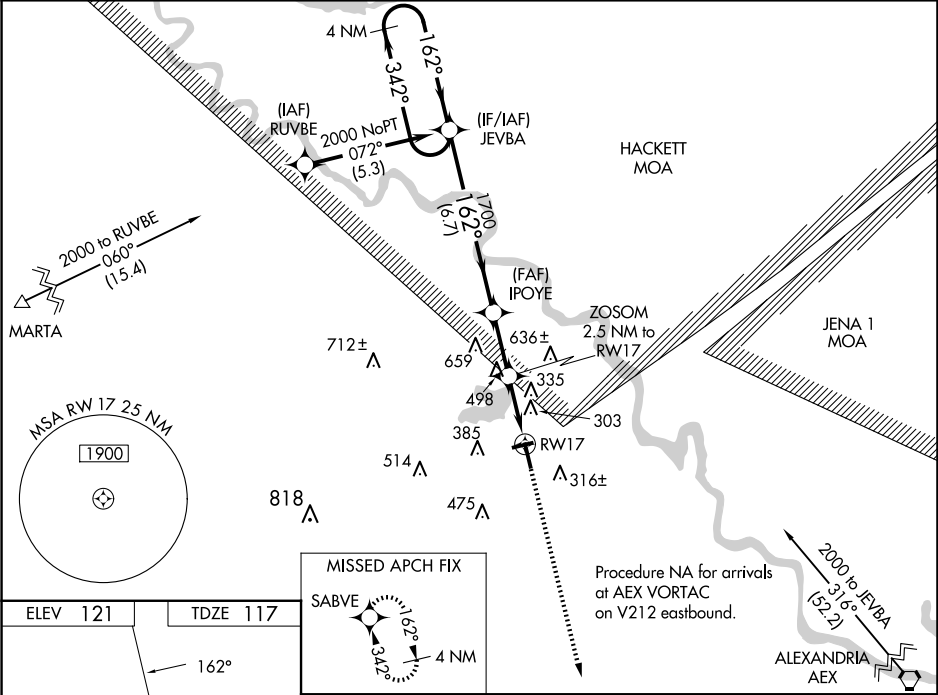 4 NM
162°
342°
(IAF)
RUVBE
2000 NoPT
072°
(5.3)
(IF/IAF)
JEVBA
HACKETT
MOA
1700
162°
(6.7)
2000 to RUVBE
060°
(15.4)
MARTA
(FAF)
IPOYE
ZOSOM
2.5 NM to
RW17
JENA 1
MOA
712±
659
636±
335
498
303
385
RW17
514
316±
475
818
MSA RW 17 25 NM
1900
MISSED APCH FIX
SABVE
162°
342°
4 NM
Procedure NA for arrivals
at AEX VORTAC
on V212 eastbound.
2000 to JEVBA
316°
(52.2)
ALEXANDRIA
AEX
ELEV 121
TDZE 117
162°